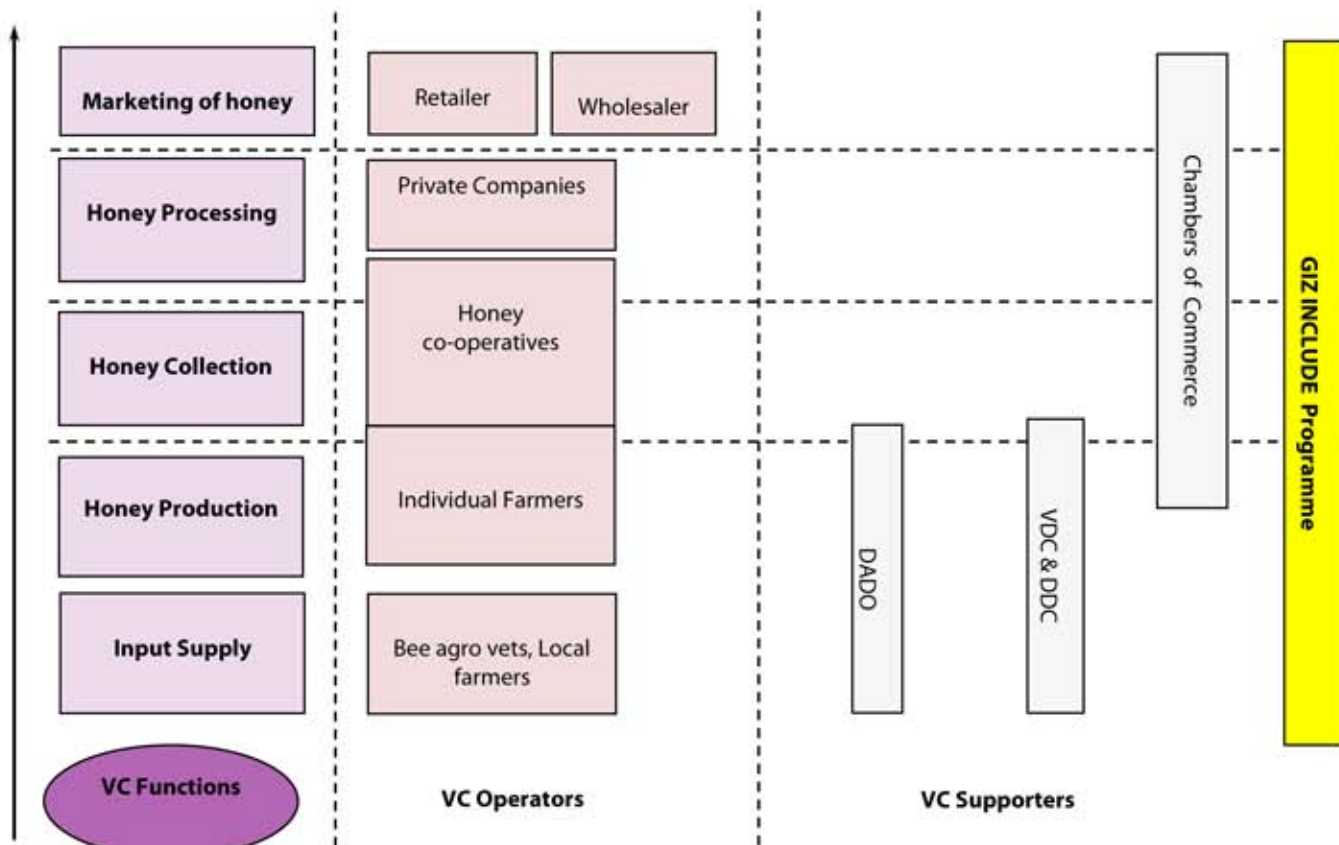 Marketing of honey
Retailer
Wholesaler
Honey Processing
Private Companies
Honey Collection
Honey
co-operatives
Honey Production
Individual Farmers
Input Supply
Bee agro vets, Local
farmers
DADO
VDC & DDC
Chambers of Commerce
GIZ INCLUDE Programme
VC Functions
VC Operators
VC Supporters